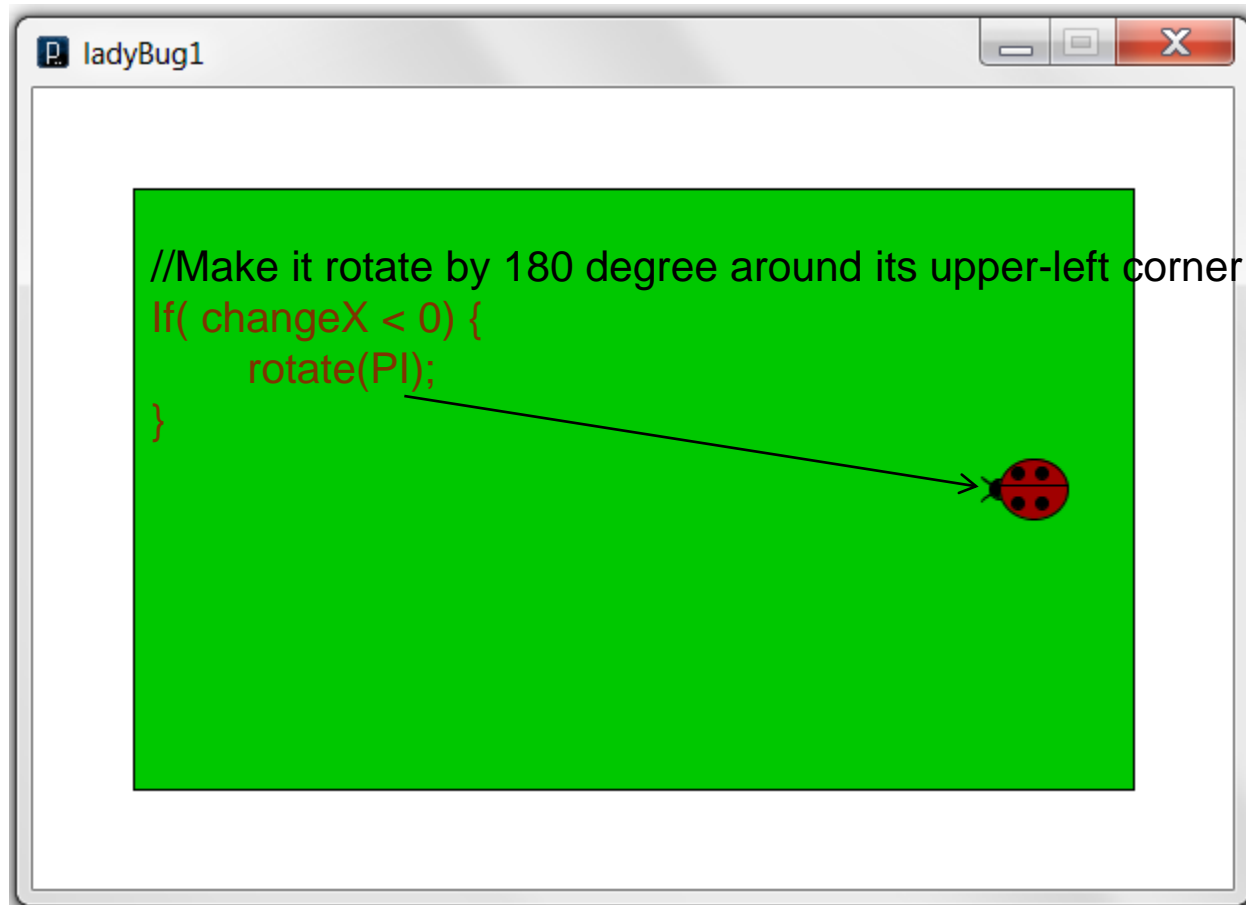 ladyBug1
//Make it rotate by 180 degree around its upper-left corner
If( changeX < 0) {
rotate(PI);
}